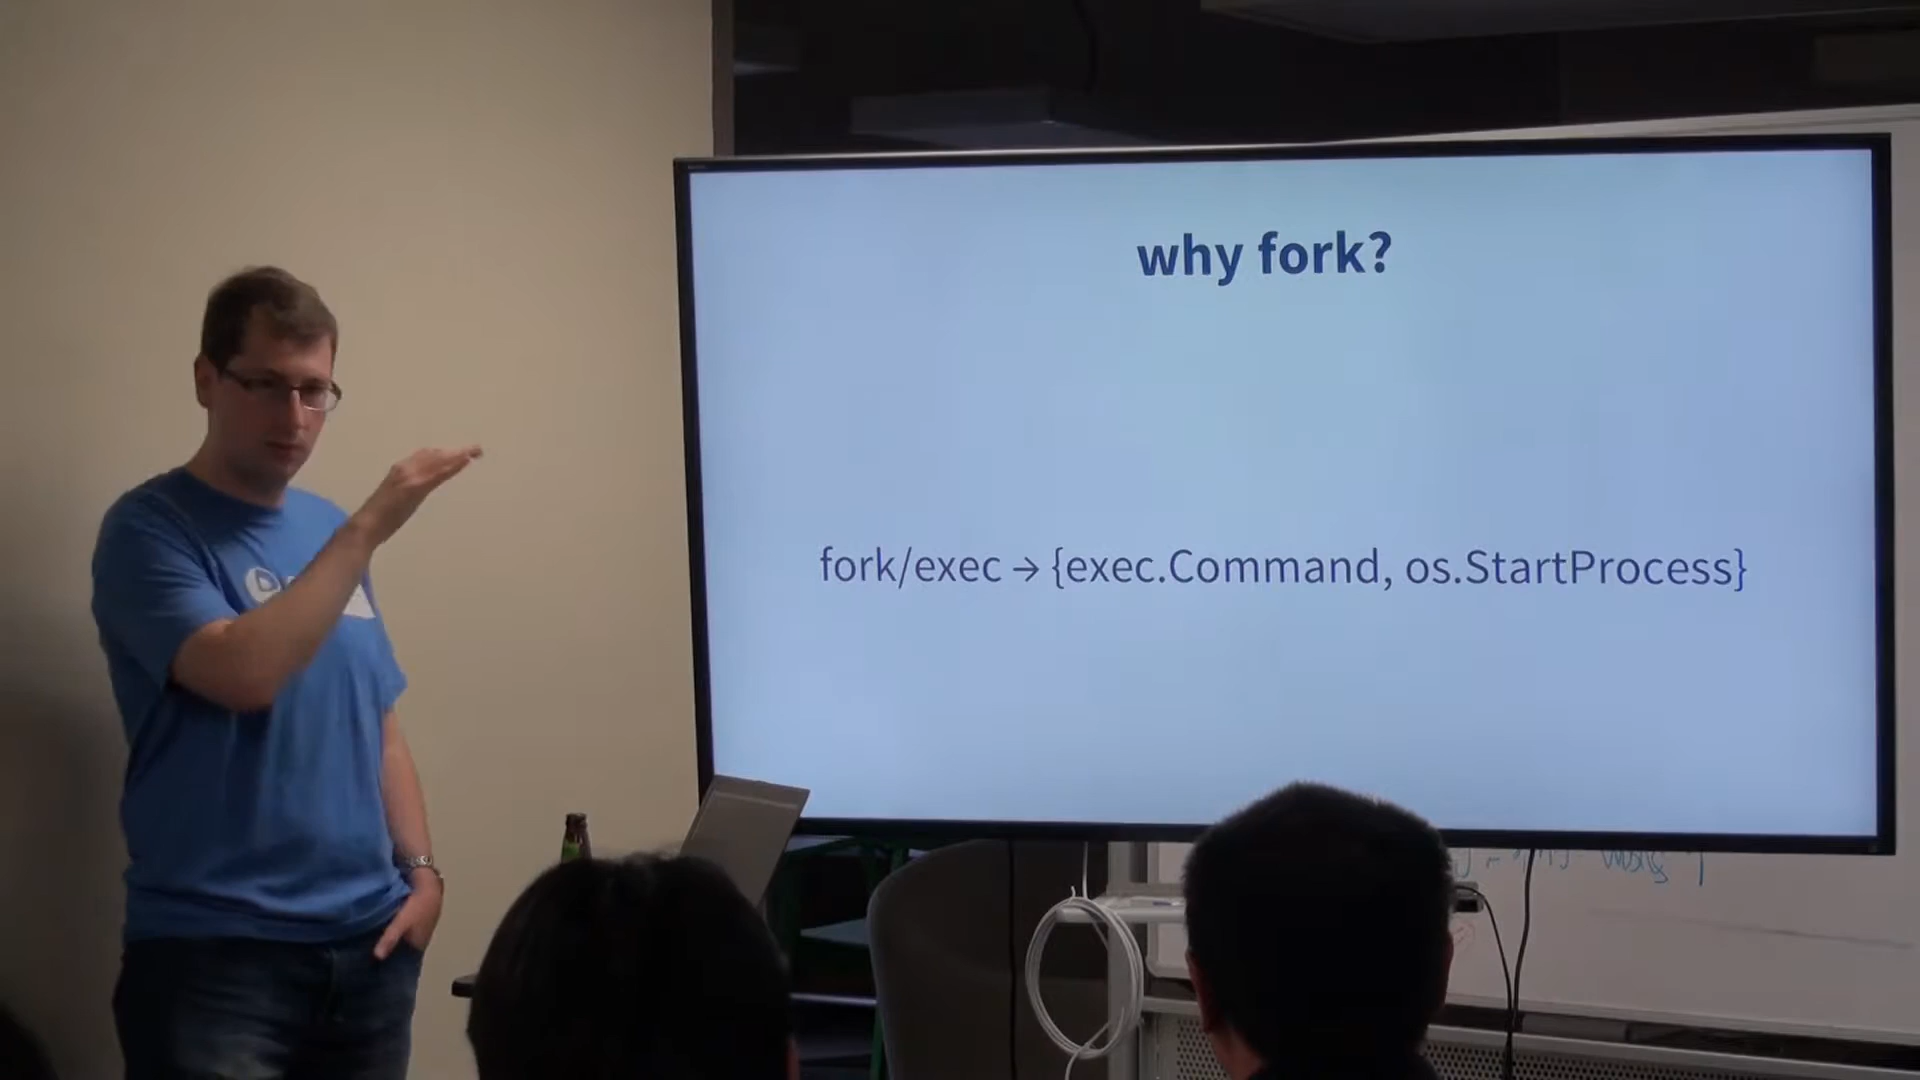 why fork?
fork/exec → {exec.Command, os.StartProcess}